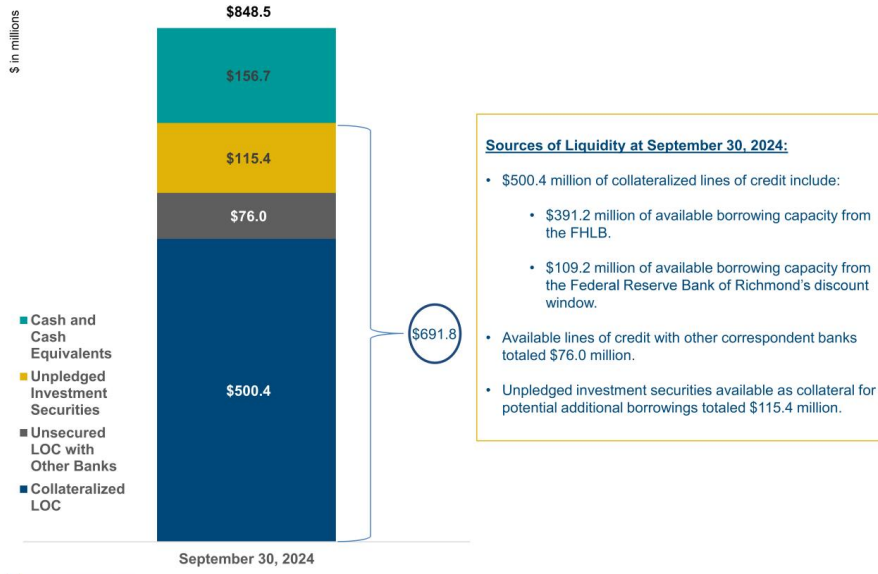 $ in millions
$848.5
$156.7
$115.4
$76.0
$500.4
$691.8
Cash and
Cash
Equivalents
Unpledged
Investment
Securities
Unsecured
LOC with
Other Banks
Collateralized
LOC
September 30, 2024
Sources of Liquidity at September 30, 2024:
• $500.4 million of collateralized lines of credit include:
• $391.2 million of available borrowing capacity from
the FHLB.
• $109.2 million of available borrowing capacity from
the Federal Reserve Bank of Richmond's discount
window.
• Available lines of credit with other correspondent banks
totaled $76.0 million.
• Unpledged investment securities available as collateral for
potential additional borrowings totaled $115.4 million.